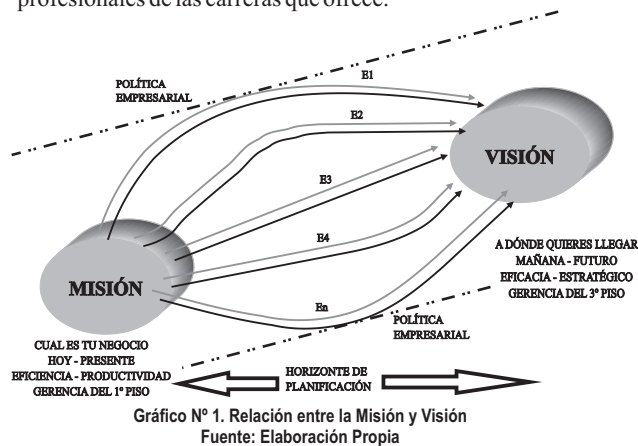 profesionales de las carreras que ofrece.
POLÍTICA
EMPRESARIAL
E1
E2
E3
E4
En
VISIÓN
MISIÓN
A DÓNDE QUIERES LLEGAR
MAÑANA - FUTURO
EFICACIA - ESTRATÉGICO
GERENCIA DEL 3º PISO
POLÍTICA
EMPRESARIAL
CUAL ES TU NEGOCIO
HOY - PRESENTE
EFICIENCIA - PRODUCTIVIDAD
GERENCIA DEL 1º PISO
HORIZONTE DE
PLANIFICACIÓN
Gráfico Nº 1. Relación entre la Misión y Visión
Fuente: Elaboración Propia